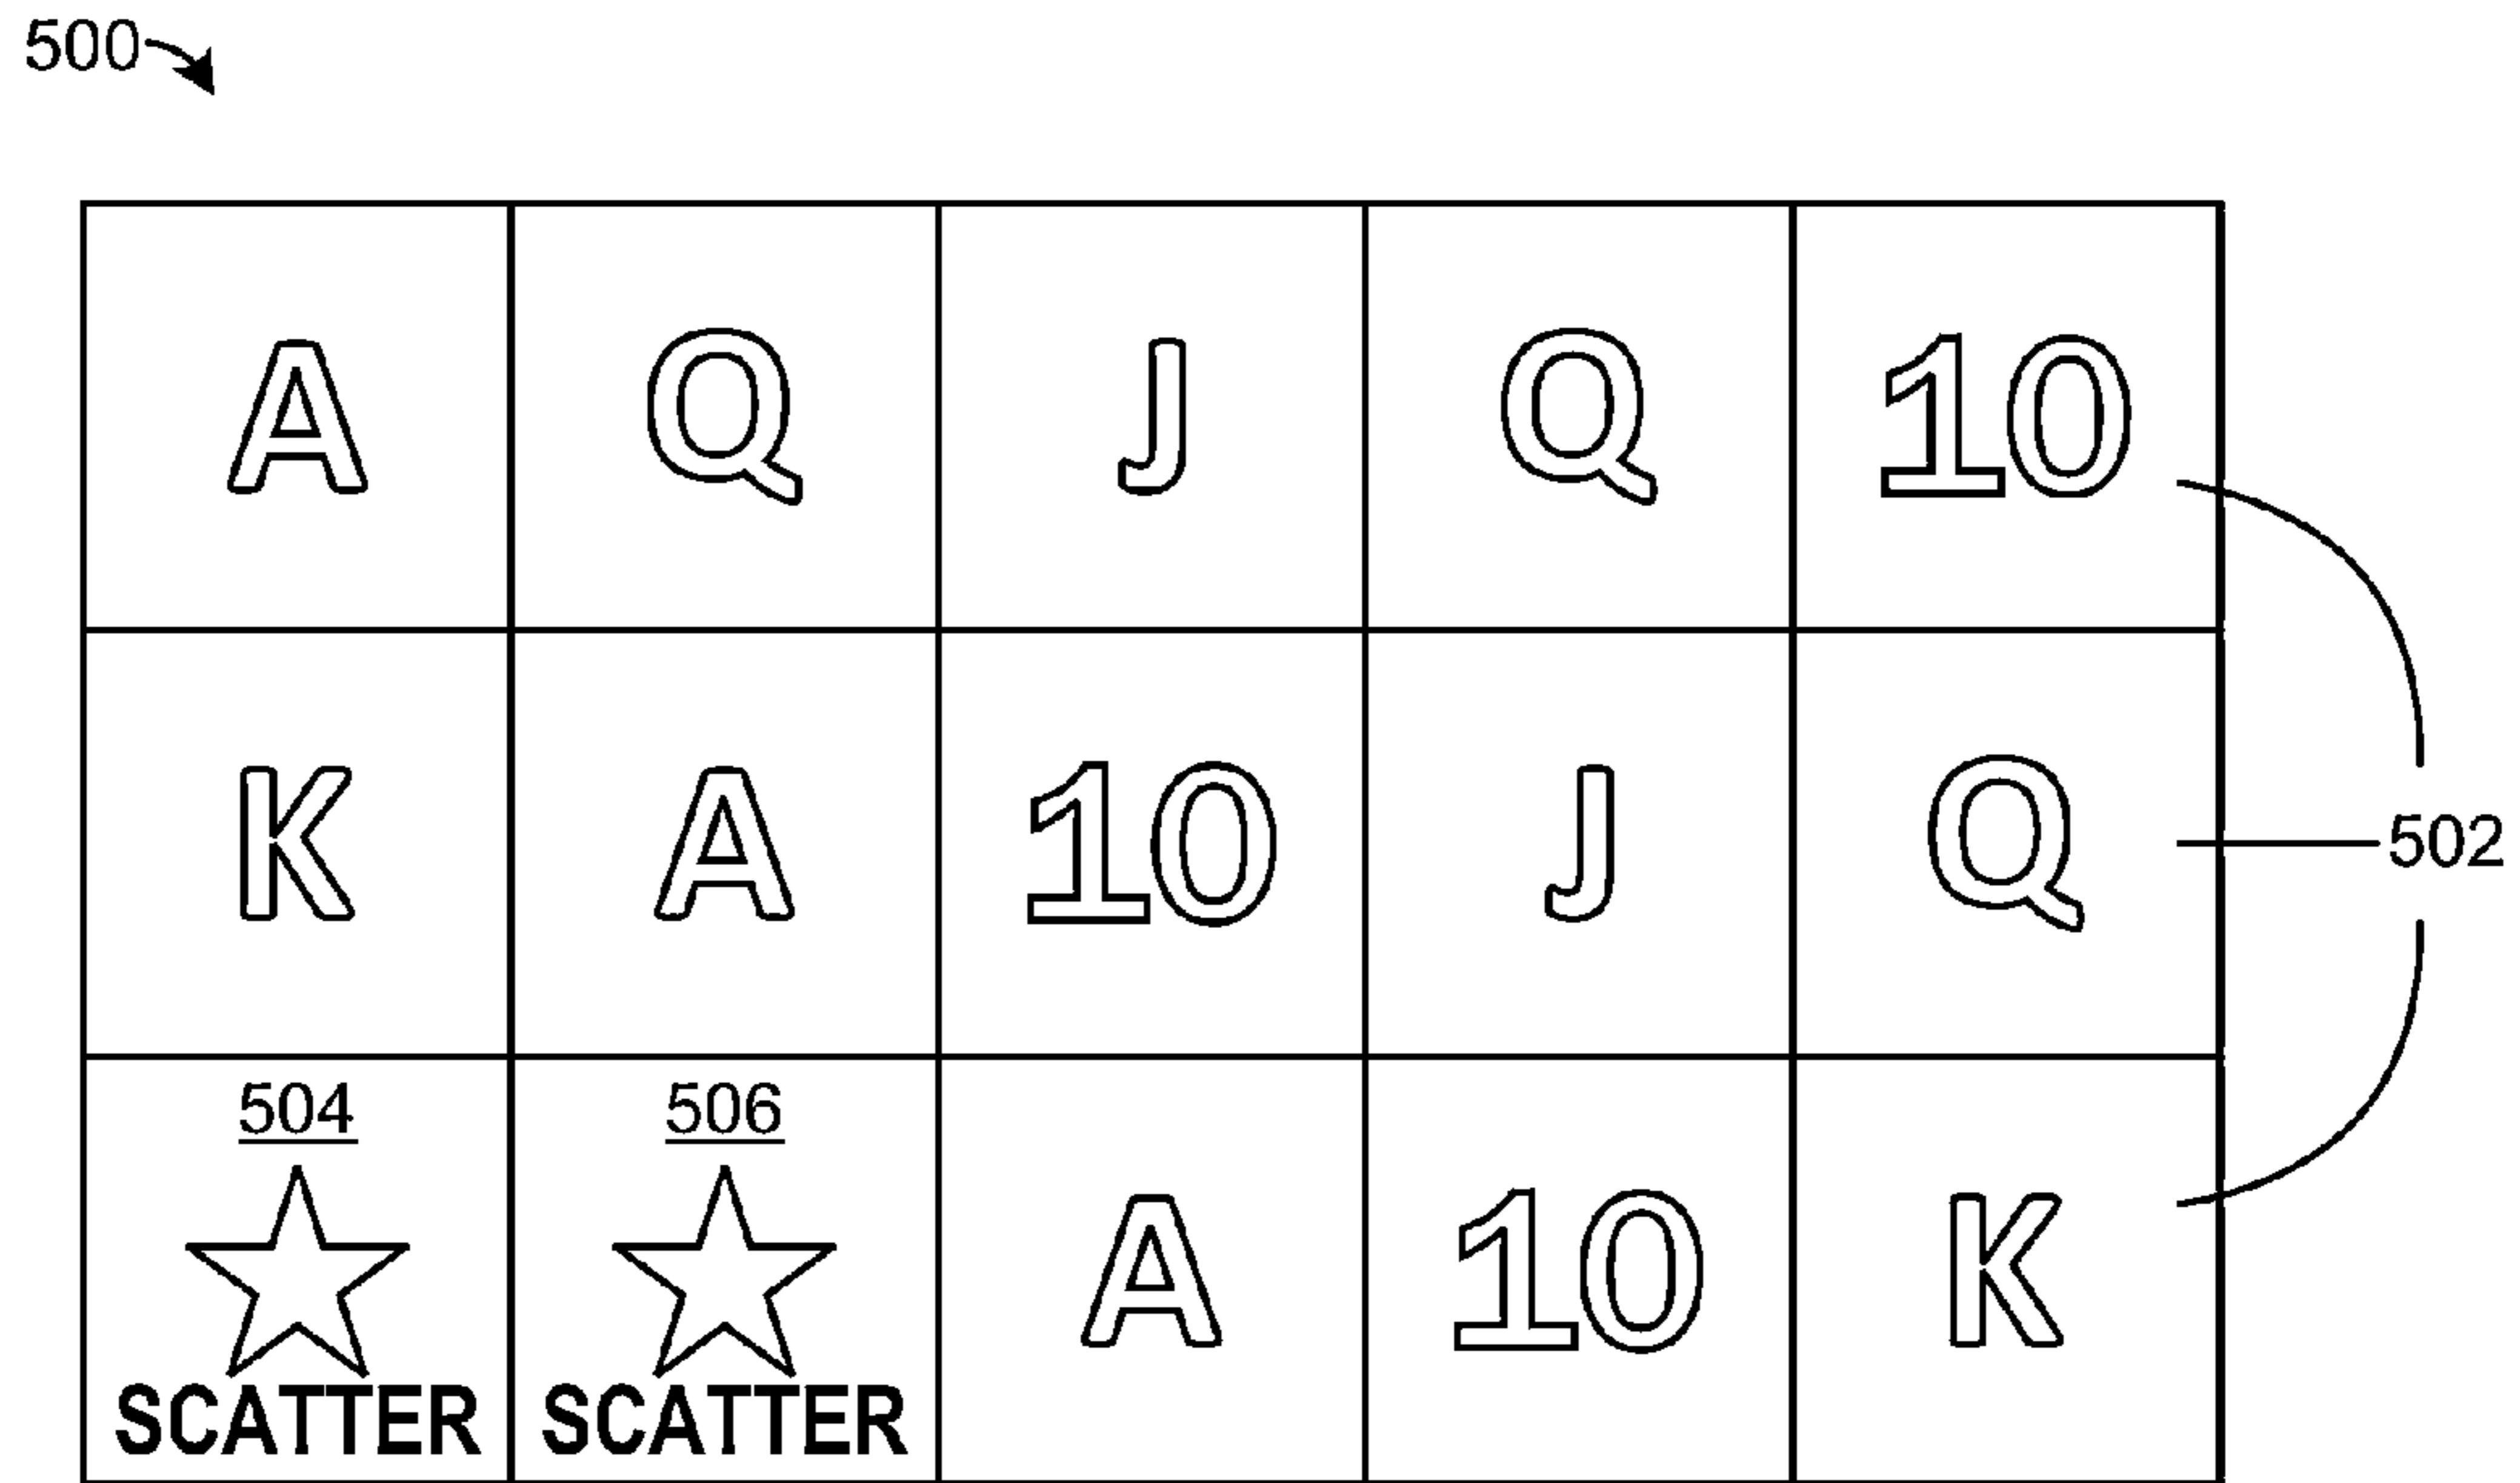 500
A Q J Q 10
K A 10 J Q
502
504 506
A 10 K
SCATTER SCATTER